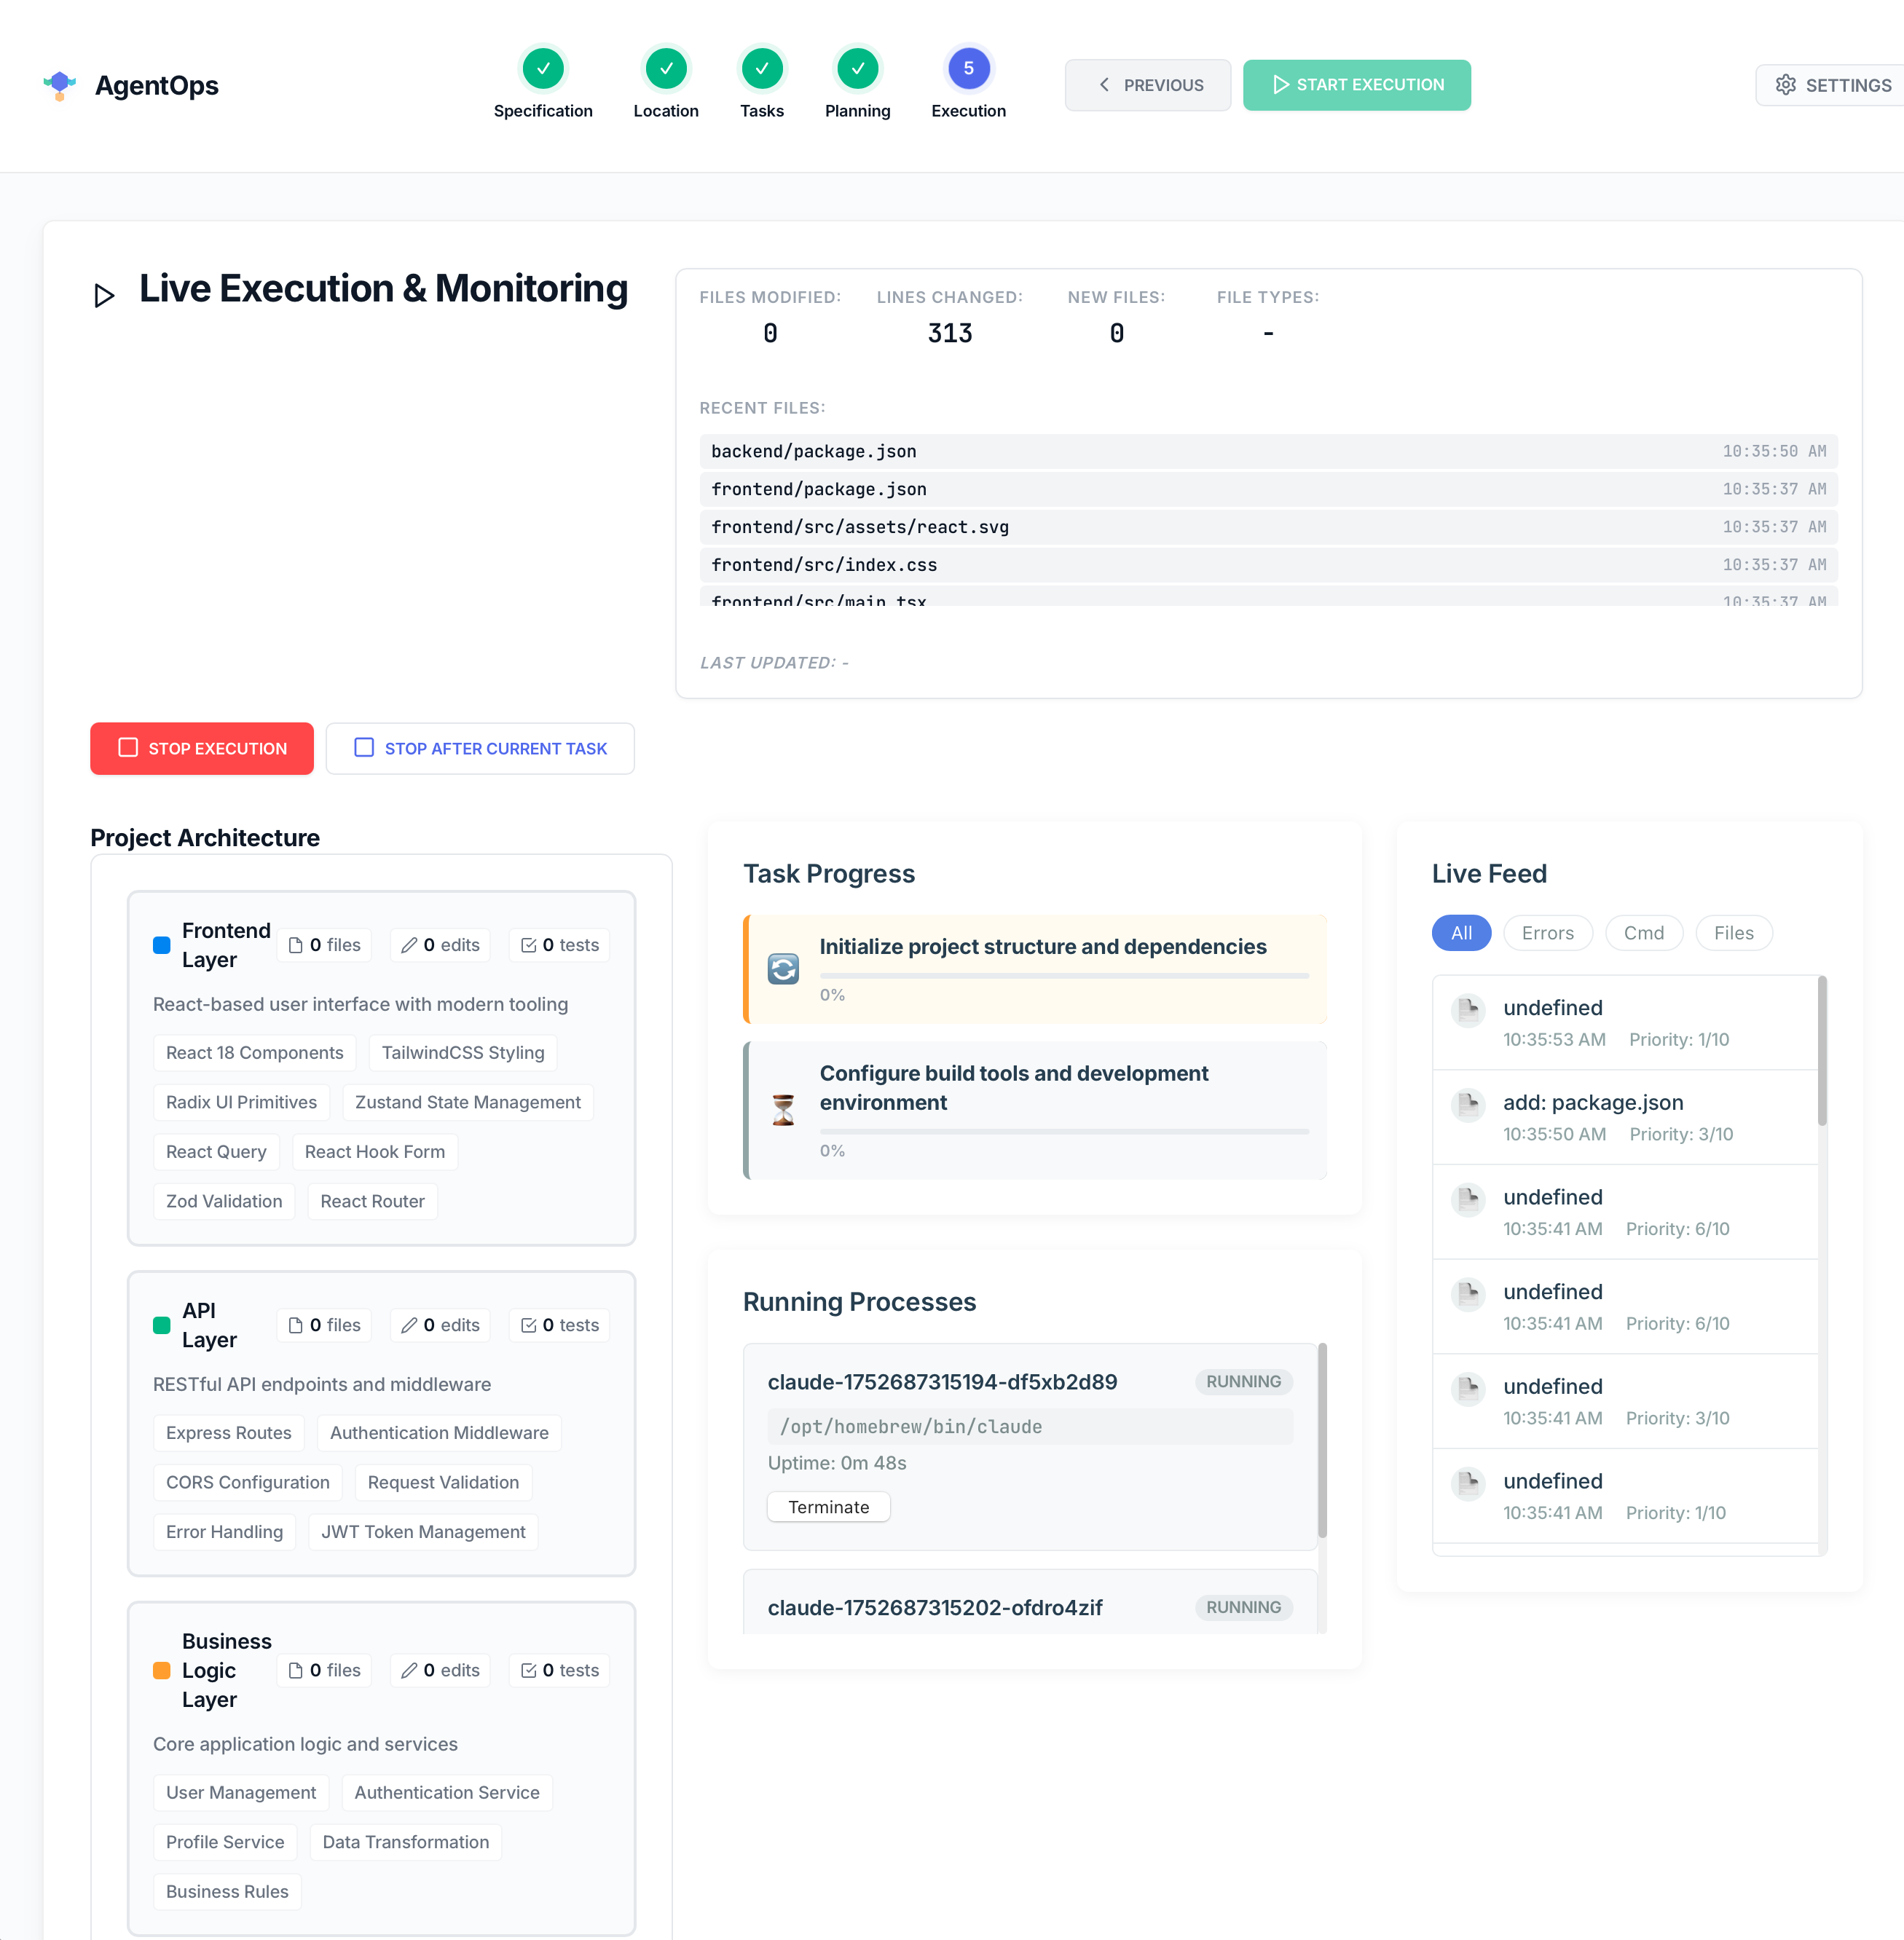 AgentOps
Specification
Location
Tasks
Planning
5
Execution
PREVIOUS
START EXECUTION
SETTINGS
Live Execution & Monitoring
FILES MODIFIED:
0
LINES CHANGED:
313
NEW FILES:
0
FILE TYPES:
-
RECENT FILES:
backend/package.json 10:35:50 AM
frontend/package.json 10:35:37 AM
frontend/src/assets/react.svg 10:35:37 AM
frontend/src/index.css 10:35:37 AM
frontend/src/main.tsx 10:35:37 AM
LAST UPDATED: -
STOP EXECUTION
STOP AFTER CURRENT TASK
Project Architecture
Frontend
Layer
0 files
0 edits
0 tests
React-based user interface with modern tooling
React 18 Components
TailwindCSS Styling
Radix UI Primitives
Zustand State Management
React Query
React Hook Form
Zod Validation
React Router
API
Layer
0 files
0 edits
0 tests
RESTful API endpoints and middleware
Express Routes
Authentication Middleware
CORS Configuration
Request Validation
Error Handling
JWT Token Management
Business
Logic
Layer
0 files
0 edits
0 tests
Core application logic and services
User Management
Authentication Service
Profile Service
Data Transformation
Business Rules
Task Progress
Initialize project structure and dependencies
0%
Configure build tools and development
environment
0%
Running Processes
claude-1752687315194-df5xb2d89
RUNNING
/opt/homebrew/bin/claude
Uptime: 0m 48s
Terminate
claude-1752687315202-ofdro4zif
RUNNING
Live Feed
All
Errors
Cmd
Files
undefined
10:35:53 AM Priority: 1/10
add: package.json
10:35:50 AM Priority: 3/10
undefined
10:35:41 AM Priority: 6/10
undefined
10:35:41 AM Priority: 6/10
undefined
10:35:41 AM Priority: 3/10
undefined
10:35:41 AM Priority: 1/10